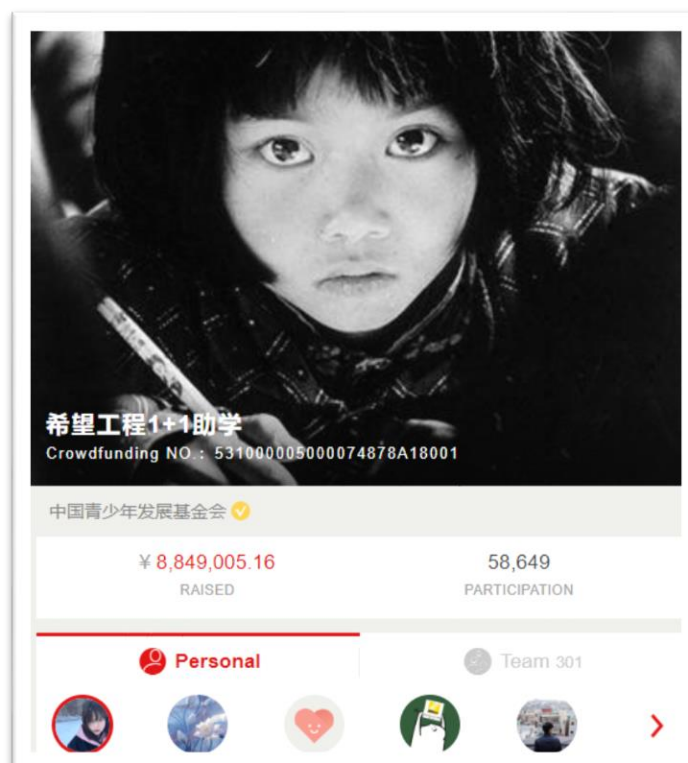 希望工程1+1助学
Crowdfunding NO.: 531000005000074878A18001
中国青少年发展基金会
¥ 8,849,005.16
RAISED
58,649
PARTICIPATION
Personal
Team 301